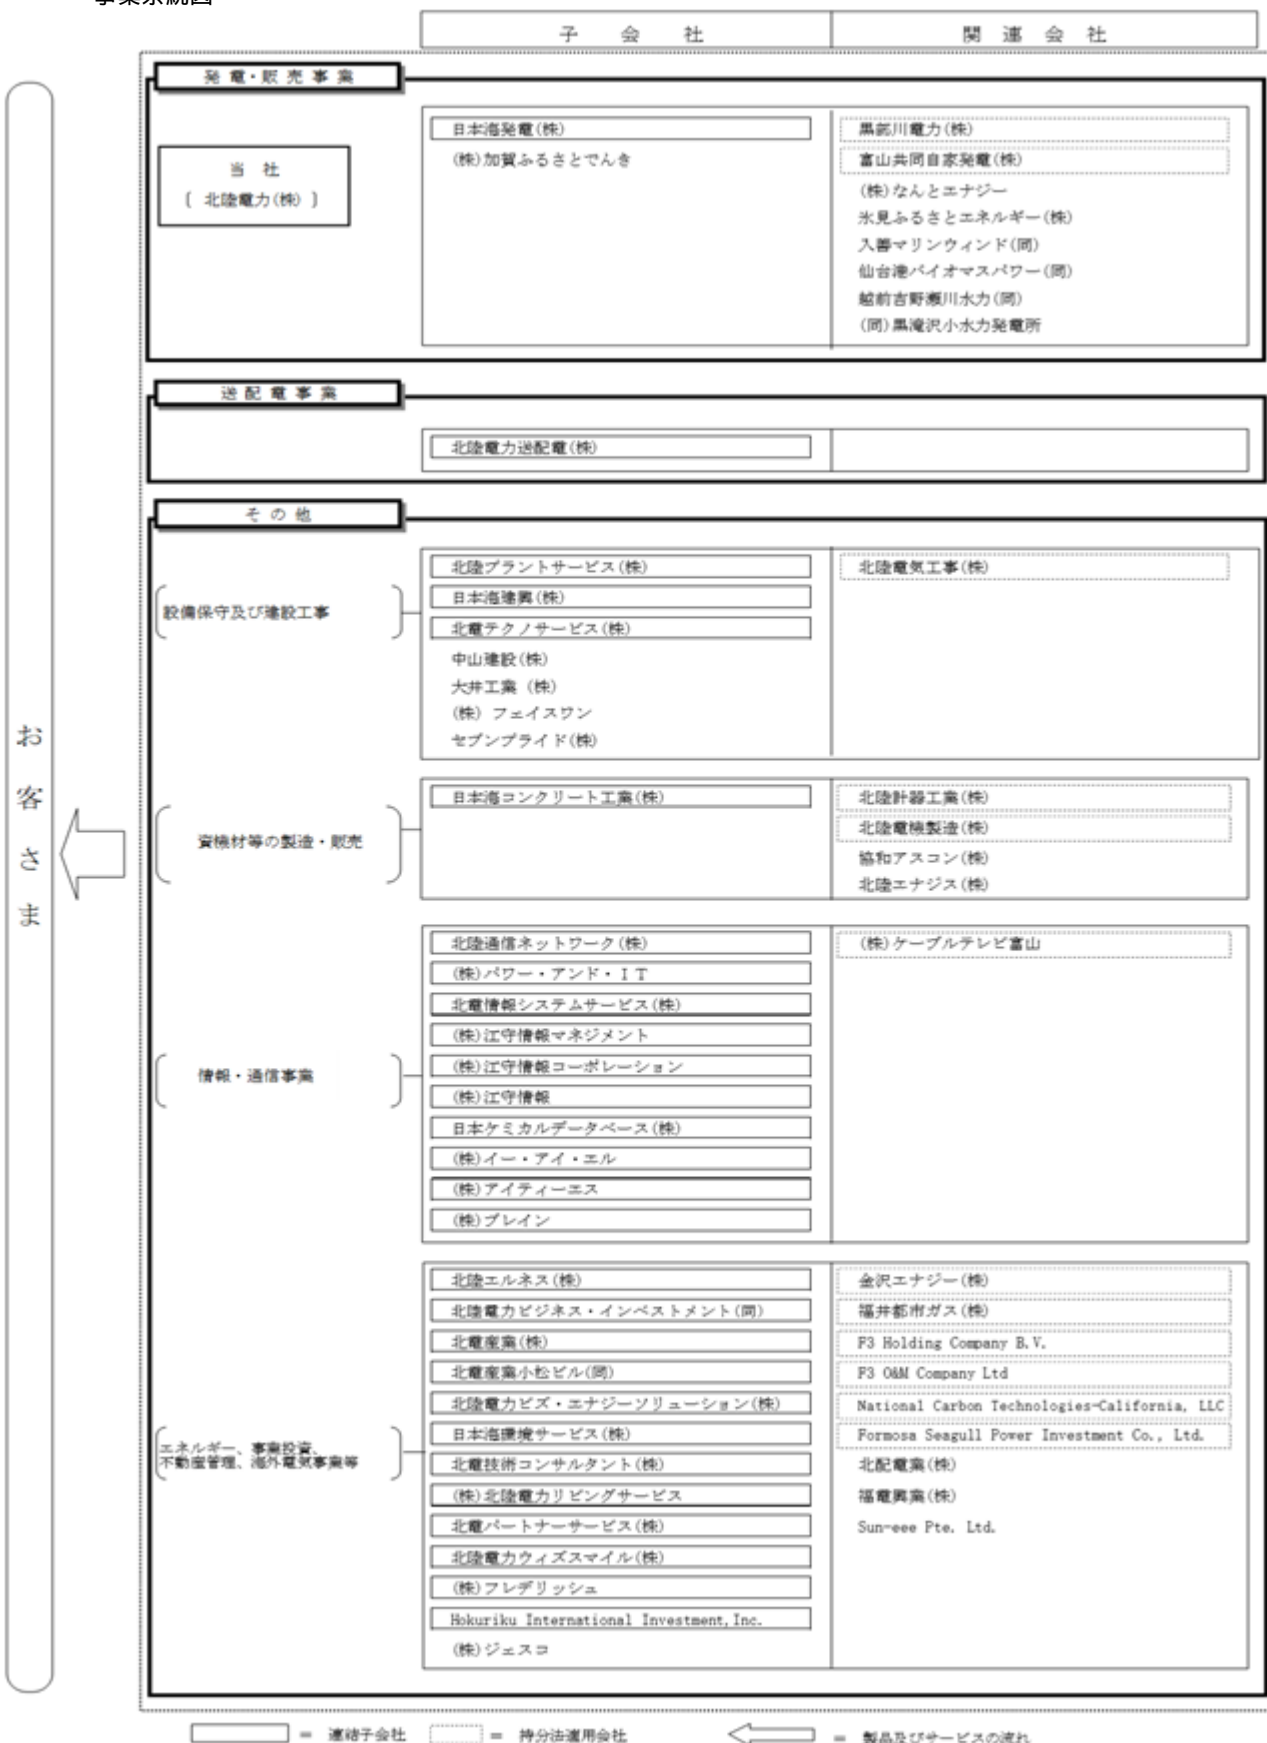 事業系統図
子 会 社
関 連 会 社
発 電・販 売 事 業
当 社
〔 北陸電力(株) 〕
日本海発電(株)
(株)加賀ふるさとでんき
黒部川電力(株)
富山共同自家発電(株)
(株)なんとエナジー
氷見ふるさとエネルギー(株)
入善マリンウィンド(同)
仙台港バイオマスパワー(同)
越前吉野瀬川水力(同)
(同)黒滝沢小水力発電所
送 配 電 事 業
北陸電力送配電(株)
そ の 他
設備保守及び建設工事
北陸プラントサービス(株)
日本海建興(株)
北電テクノサービス(株)
中山建設(株)
大井工業 (株)
(株) フェイスワン
セブンプライド(株)
北陸電気工事(株)
資機材等の製造・販売
日本海コンクリート工業(株)
北陸計器工業(株)
北陸電機製造(株)
協和アスコン(株)
北陸エナジス(株)
情報・通信事業
北陸通信ネットワーク(株)
(株)パワー・アンド・ＩＴ
北電情報システムサービス(株)
(株)江守情報マネジメント
(株)江守情報コーポレーション
(株)江守情報
日本ケミカルデータベース(株)
(株)イー・アイ・エル
(株)アイティーエス
(株)ブレイン
(株)ケーブルテレビ富山
エネルギー、事業投資、
不動産管理、海外電気事業等
北陸エルネス(株)
北陸電力ビジネス・インベストメント(同)
北電産業(株)
北電産業小松ビル(同)
北陸電力ビズ・エナジーソリューション(株)
日本海環境サービス(株)
北電技術コンサルタント(株)
(株)北陸電力リビングサービス
北電パートナーサービス(株)
北陸電力ウィズスマイル(株)
(株)フレデリッシュ
Hokuriku International Investment,Inc.
(株)ジェスコ
金沢エナジー(株)
福井都市ガス(株)
F3 Holding Company B.V.
F3 O&M Company Ltd
National Carbon Technologies-California, LLC
Formosa Seagull Power Investment Co., Ltd.
北配電業(株)
福電興業(株)
Sun-eee Pte. Ltd.
お客さま
＝ 連結子会社
＝ 持分法適用会社
＝ 製品及びサービスの流れ